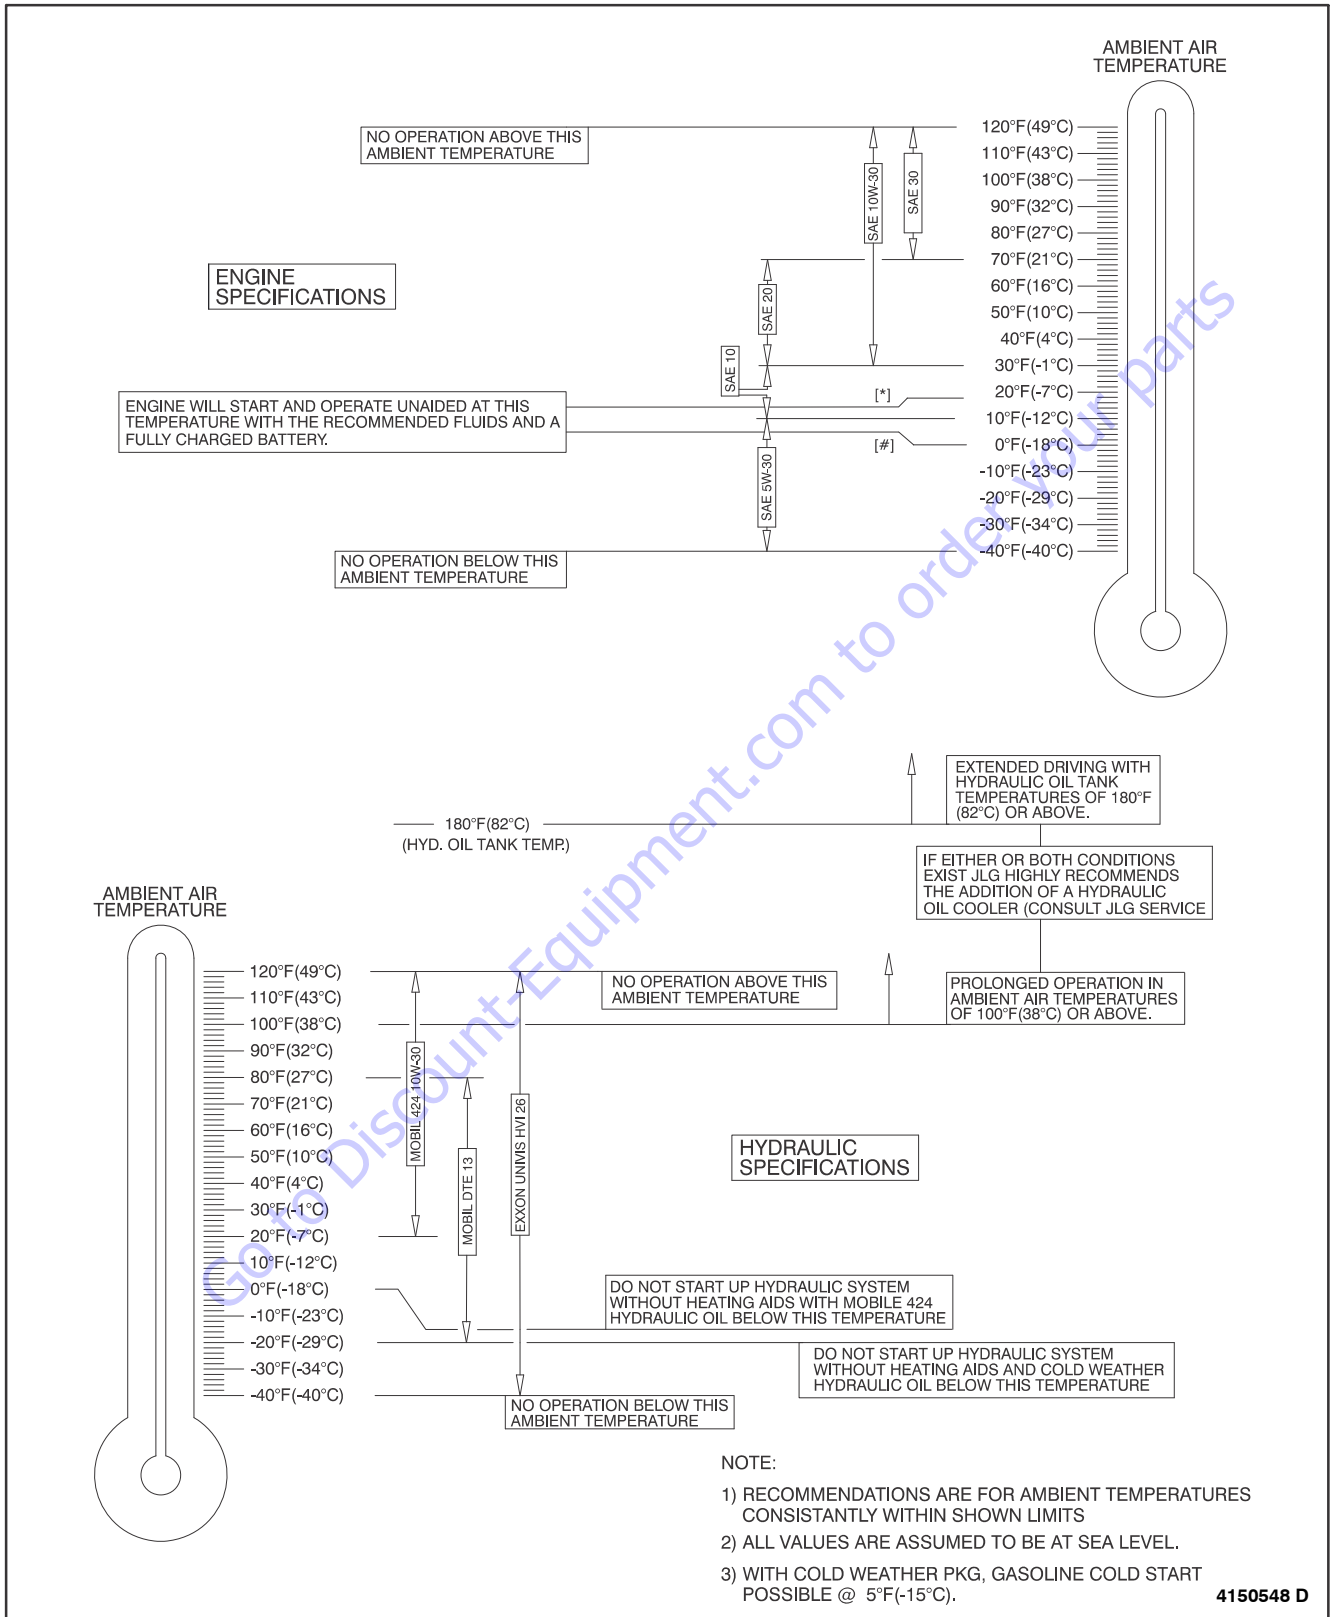 AMBIENT AIR
TEMPERATURE
NO OPERATION ABOVE THIS
AMBIENT TEMPERATURE
120°F(49°C)
110°F(43°C)
100°F(38°C)
90°F(32°C)
80°F(27°C)
70°F(21°C)
60°F(16°C)
50°F(10°C)
40°F(4°C)
30°F(-1°C)
20°F(-7°C)
10°F(-12°C)
0°F(-18°C)
-10°F(-23°C)
-20°F(-29°C)
-30°F(-34°C)
-40°F(-40°C)
SAE 10W-30
SAE 30
ENGINE
SPECIFICATIONS
SAE 20
SAE 10
[*]
ENGINE WILL START AND OPERATE UNAIDED AT THIS
TEMPERATURE WITH THE RECOMMENDED FLUIDS AND A
FULLY CHARGED BATTERY.
[#]
SAE 5W-30
NO OPERATION BELOW THIS
AMBIENT TEMPERATURE
EXTENDED DRIVING WITH
HYDRAULIC OIL TANK
TEMPERATURES OF 180°F
(82°C) OR ABOVE.
180°F(82°C)
(HYD. OIL TANK TEMP.)
IF EITHER OR BOTH CONDITIONS
EXIST JLG HIGHLY RECOMMENDS
THE ADDITION OF A HYDRAULIC
OIL COOLER (CONSULT JLG SERVICE
AMBIENT AIR
TEMPERATURE
120°F(49°C)
110°F(43°C)
100°F(38°C)
90°F(32°C)
80°F(27°C)
70°F(21°C)
60°F(16°C)
50°F(10°C)
40°F(4°C)
30°F(-1°C)
20°F(-7°C)
10°F(-12°C)
0°F(-18°C)
-10°F(-23°C)
-20°F(-29°C)
-30°F(-34°C)
-40°F(-40°C)
NO OPERATION ABOVE THIS
AMBIENT TEMPERATURE
PROLONGED OPERATION IN
AMBIENT AIR TEMPERATURES
OF 100°F(38°C) OR ABOVE.
MOBIL 424 10W-30
MOBIL DTE 13
EXXON UNIVIS HVI 26
HYDRAULIC
SPECIFICATIONS
DO NOT START UP HYDRAULIC SYSTEM
WITHOUT HEATING AIDS WITH MOBILE 424
HYDRAULIC OIL BELOW THIS TEMPERATURE
DO NOT START UP HYDRAULIC SYSTEM
WITHOUT HEATING AIDS AND COLD WEATHER
HYDRAULIC OIL BELOW THIS TEMPERATURE
NO OPERATION BELOW THIS
AMBIENT TEMPERATURE
NOTE:
1) RECOMMENDATIONS ARE FOR AMBIENT TEMPERATURES
CONSISTANTLY WITHIN SHOWN LIMITS
2) ALL VALUES ARE ASSUMED TO BE AT SEA LEVEL.
3) WITH COLD WEATHER PKG, GASOLINE COLD START
POSSIBLE @ 5°F(-15°C).
4150548 D
Go to Discount-Equipment.com to order your parts